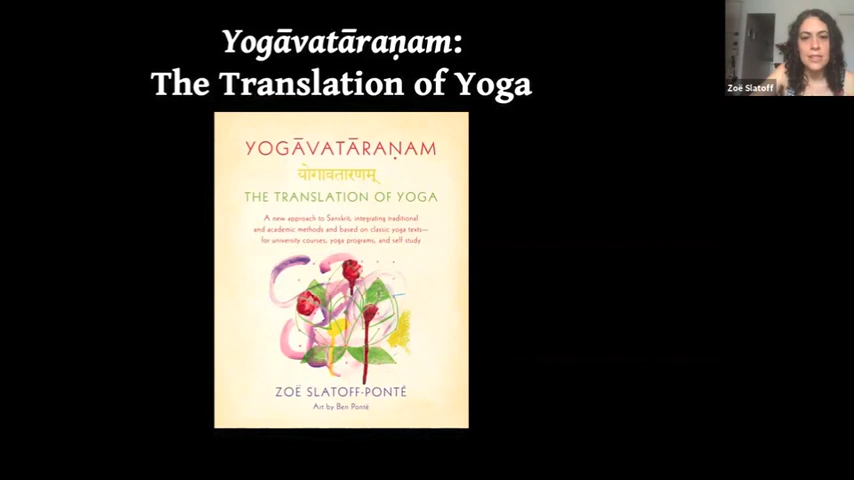 Yogāvatāraṇam:
The Translation of Yoga
Zoë Slatoff
YOGĀVATĀRAṆAM
योगावतारणम्
THE TRANSLATION OF YOGA
A new approach to Sanskrit, integrating traditional
and academic methods and based on classic yoga texts—
for university courses, yoga programs, and self study
ZOË SLATOFF-PONTÉ
Art by Ben Ponté